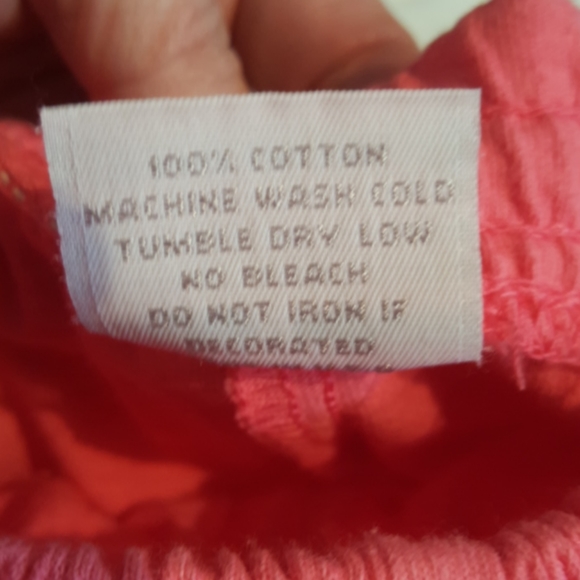 100% COTTON
MACHINE WASH COLD
TUMBLE DRY LOW
NO BLEACH
DO NOT IRON IF
DECORATED